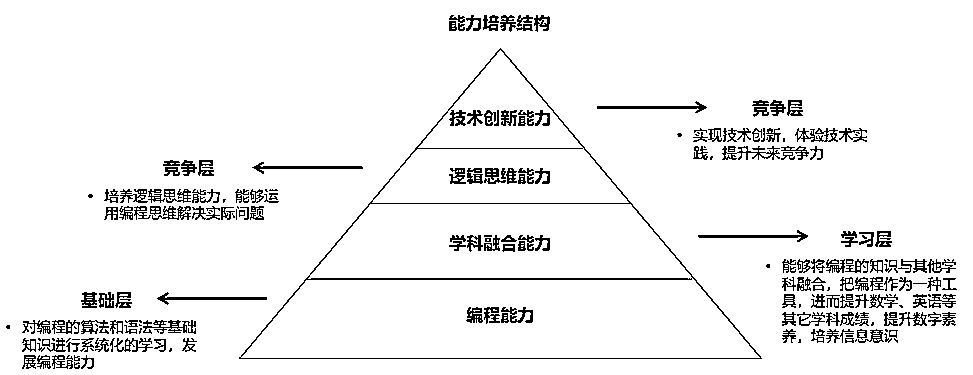 能力培养结构
技术创新能力
竞争层
• 实现技术创新，体验技术实
践，提升未来竞争力
竞争层
• 培养逻辑思维能力，能够运
用编程思维解决实际问题
逻辑思维能力
学科融合能力
学习层
• 能够将编程的知识与其他学
科融合，把编程作为一种工
具，进而提升数学、英语等
其它学科成绩，提升数字素
养，培养信息意识
基础层
• 对编程的算法和语法等基础
知识进行系统化的学习，发
展编程能力
编程能力